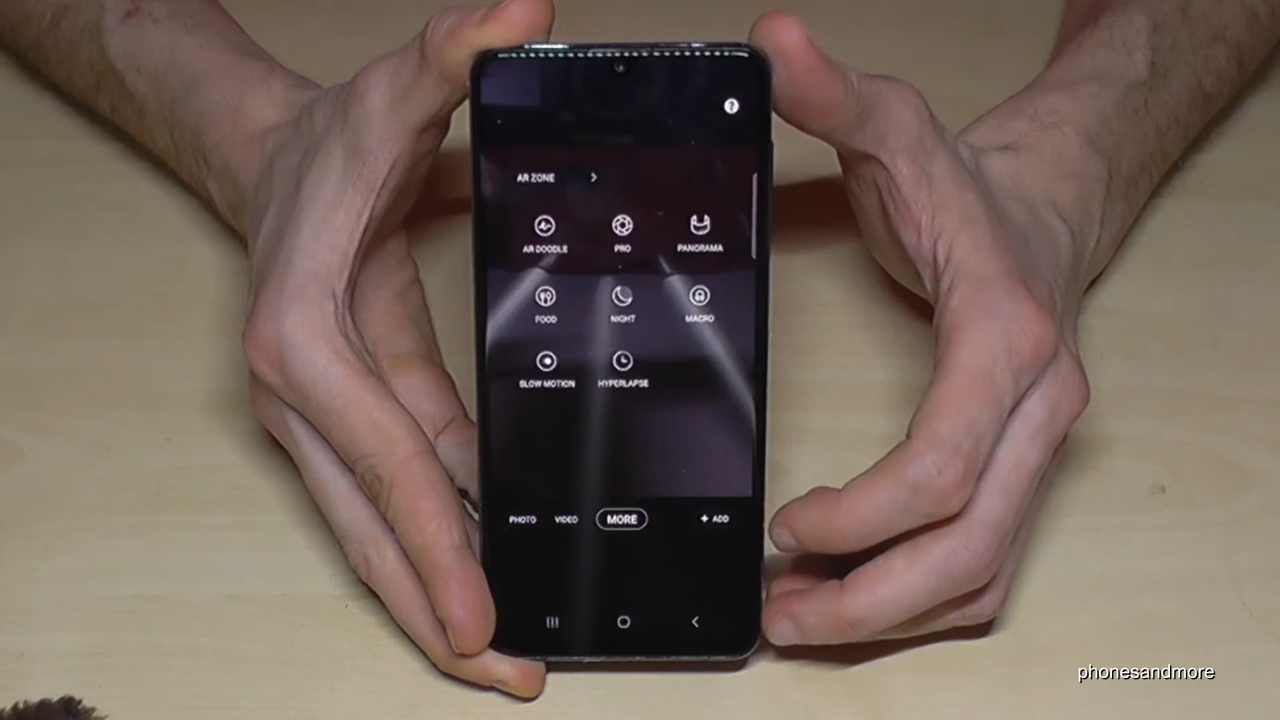 ?
AR ZONE >
AR DOODLE PRO PANORAMA
FOOD NIGHT MACRO
SLOW MOTION HYPERLAPSE
PHOTO VIDEO MORE + ADD
phonesandmore